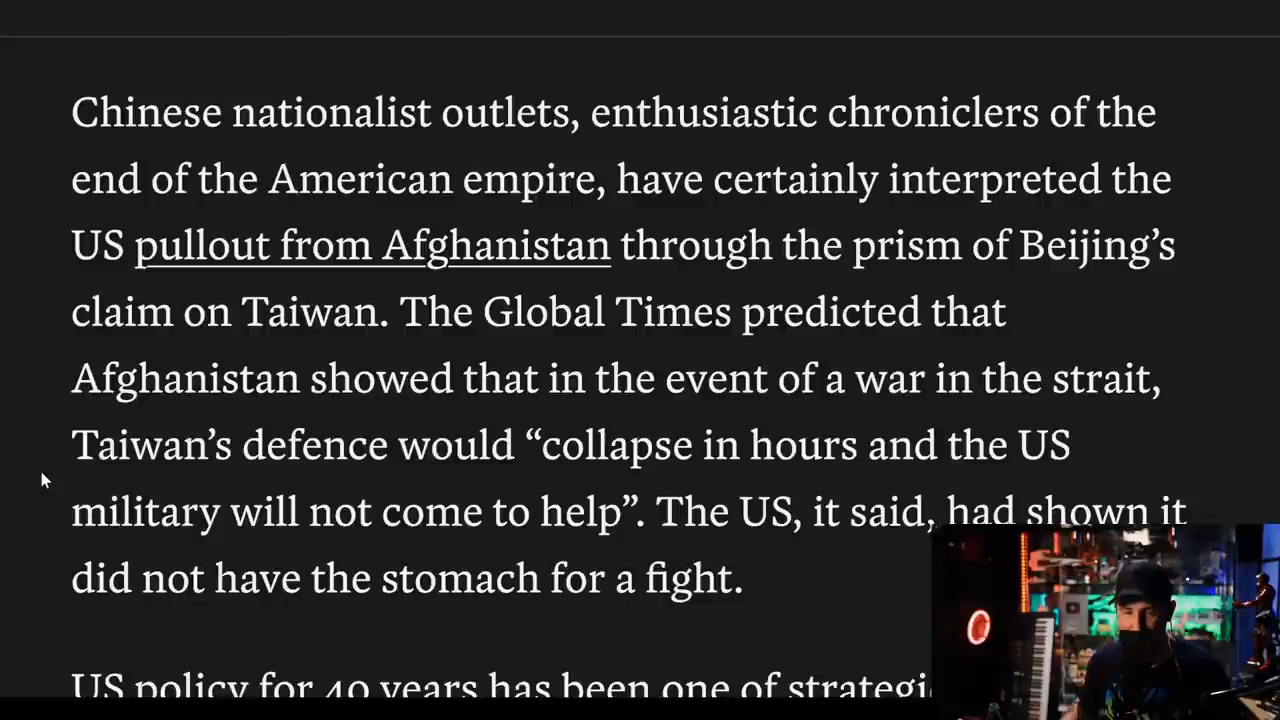 Chinese nationalist outlets, enthusiastic chroniclers of the
end of the American empire, have certainly interpreted the
US pullout from Afghanistan through the prism of Beijing’s
claim on Taiwan. The Global Times predicted that
Afghanistan showed that in the event of a war in the strait,
Taiwan’s defence would “collapse in hours and the US
military will not come to help”. The US, it said, had shown it
did not have the stomach for a fight.
US policy for 40 years has been one of strategi